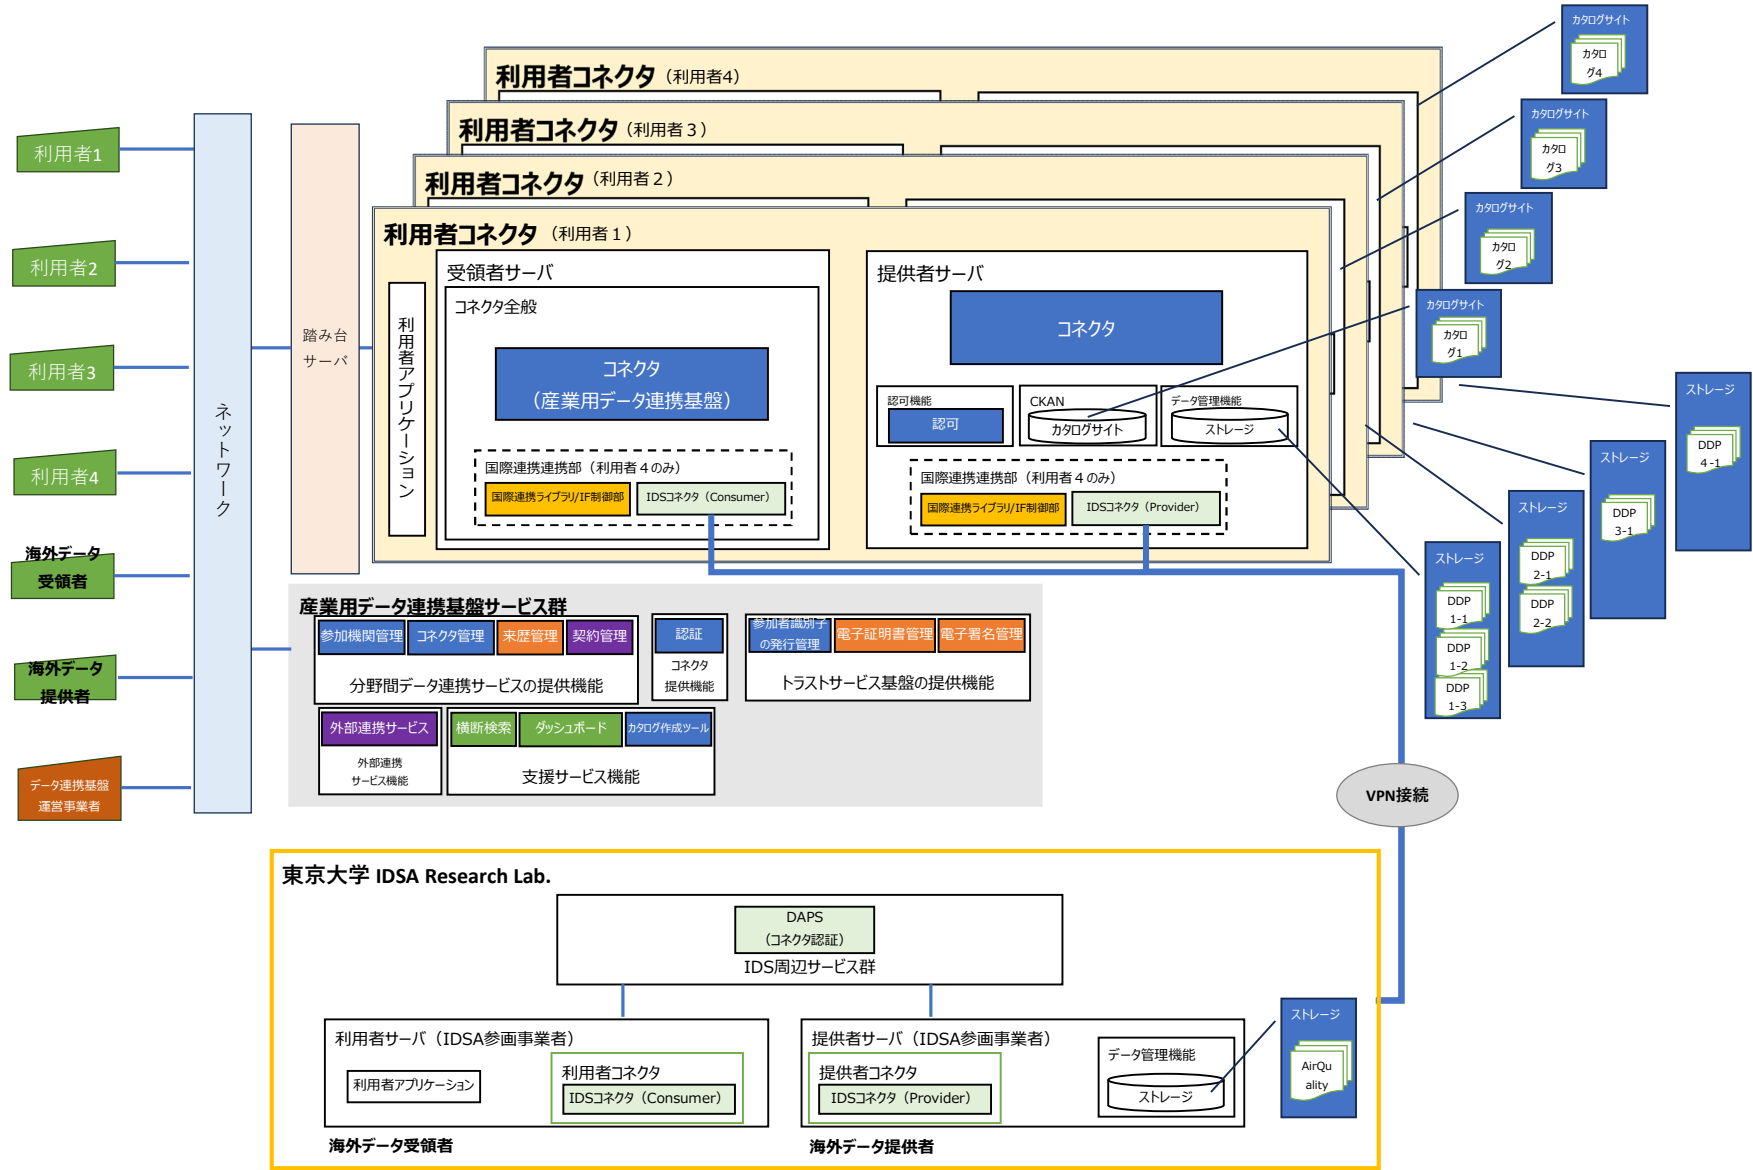 利用者1
利用者2
利用者3
利用者4
海外データ
受領者
海外データ
提供者
データ連携基盤
運営事業者
ネットワーク
踏み台
サーバ
利用者コネクタ（利用者4）
利用者コネクタ（利用者３）
利用者コネクタ（利用者２）
利用者コネクタ（利用者１）
利用者アプリケーション
受領者サーバ
コネクタ全般
コネクタ
（産業用データ連携基盤）
国際連携連携部（利用者４のみ）
国際連携ライブラリ/IF制御部
IDSコネクタ（Consumer）
提供者サーバ
コネクタ
認可機能
認可
CKAN
カタログサイト
データ管理機能
ストレージ
国際連携連携部（利用者４のみ）
国際連携ライブラリ/IF制御部
IDSコネクタ（Provider）
カタログサイト
カタロ
グ4
カタログサイト
カタロ
グ3
カタログサイト
カタロ
グ2
カタログサイト
カタロ
グ1
ストレージ
DDP
4-1
ストレージ
DDP
3-1
ストレージ
DDP
2-1
DDP
2-2
ストレージ
DDP
1-1
DDP
1-2
DDP
1-3
産業用データ連携基盤サービス群
参加機関管理
コネクタ管理
来歴管理
契約管理
分野間データ連携サービスの提供機能
認証
コネクタ
提供機能
参加者識別子
の発行管理
電子証明書管理
電子署名管理
トラストサービス基盤の提供機能
外部連携サービス
外部連携
サービス機能
横断検索
ダッシュボード
カタログ作成ツール
支援サービス機能
VPN接続
東京大学 IDSA Research Lab.
DAPS
（コネクタ認証）
IDS周辺サービス群
利用者サーバ（IDSA参画事業者）
利用者アプリケーション
利用者コネクタ
IDSコネクタ（Consumer）
海外データ受領者
提供者サーバ（IDSA参画事業者）
提供者コネクタ
IDSコネクタ（Provider）
データ管理機能
ストレージ
海外データ提供者
ストレージ
AirQu
ality